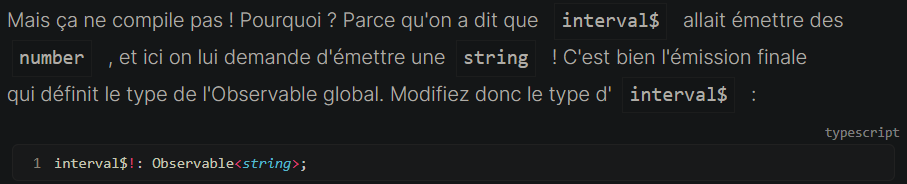 Mais ça ne compile pas ! Pourquoi ? Parce qu'on a dit que interval$ allait émettre des
number , et ici on lui demande d'émettre une string ! C'est bien l'émission finale
qui définit le type de l'Observable global. Modifiez donc le type d' interval$ :
typescript
1 interval$!: Observable<string>;